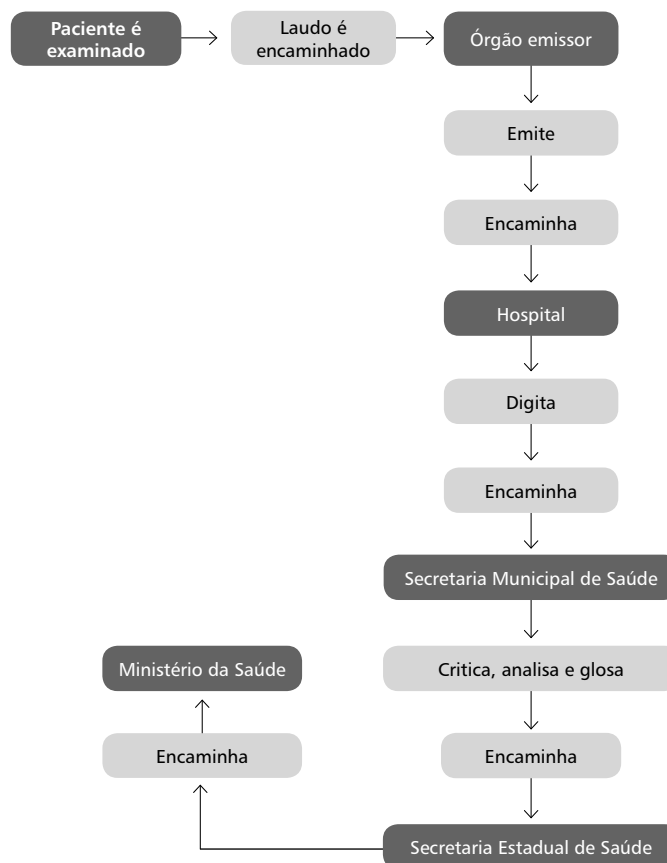 Paciente é
examinado
Laudo é
encaminhado
Órgão emissor
Emite
Encaminha
Hospital
Digita
Encaminha
Secretaria Municipal de Saúde
Critica, analisa e glosa
Encaminha
Secretaria Estadual de Saúde
Encaminha
Ministério da Saúde